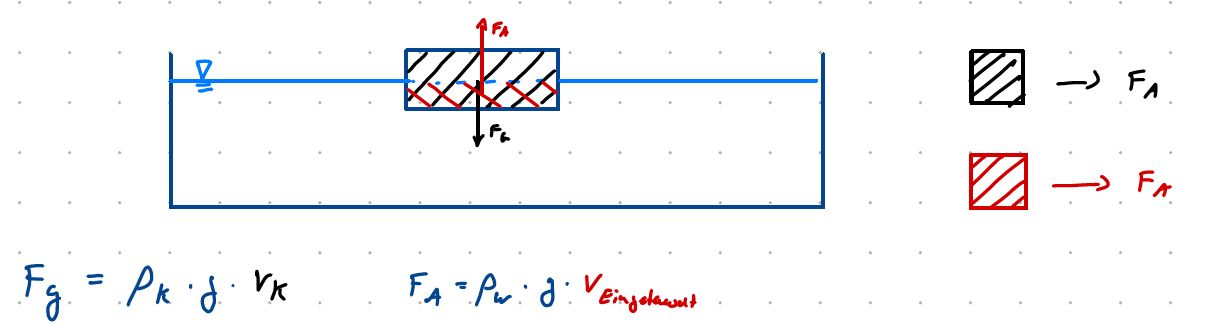 F_A
F_G
→ F_A
→ F_A
F_g = ρ_K · g · V_K
F_A = ρ_w · g · V_Eingetaucht